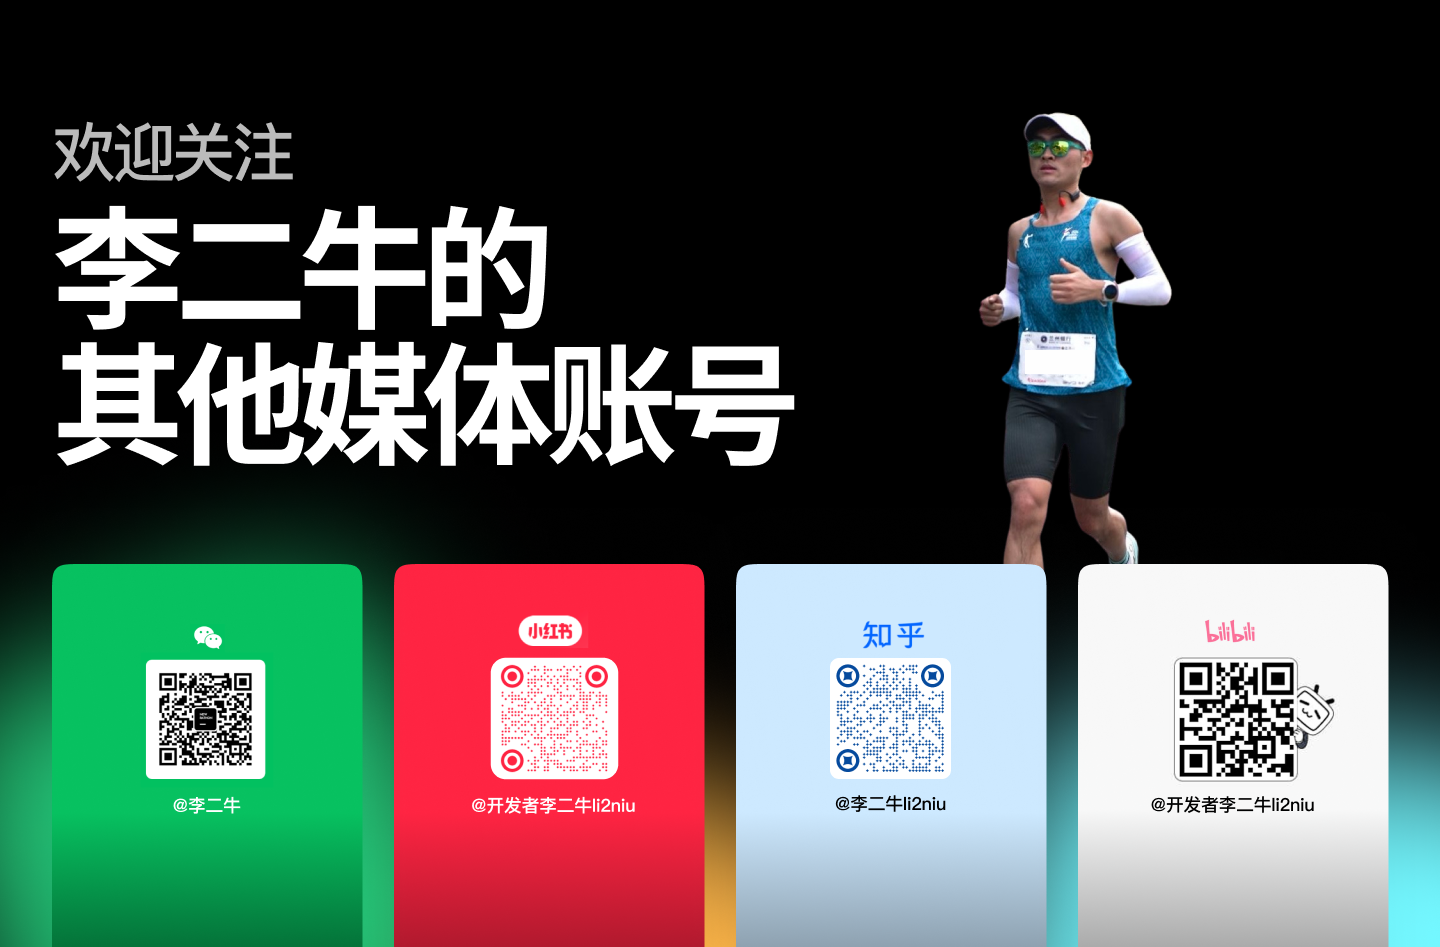 欢迎关注
李二牛的
其他媒体账号
小红书
知乎
bilibili
@李二牛
@开发者李二牛li2niu
@李二牛li2niu
@开发者李二牛li2niu